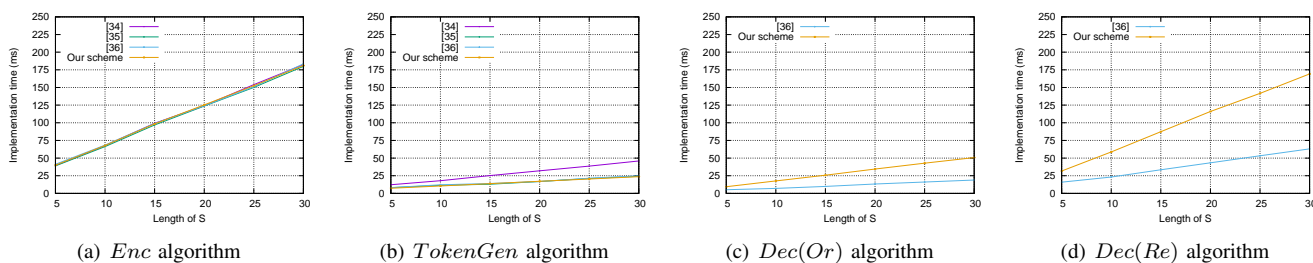 250
225
200
175
150
125
100
75
50
25
0
Implementation time (ms)
[34]
[35]
[36]
Our scheme
5 10 15 20 25 30
Length of S
(a) Enc algorithm
250
225
200
175
150
125
100
75
50
25
0
Implementation time (ms)
[34]
[35]
[36]
Our scheme
5 10 15 20 25 30
Length of S
(b) TokenGen algorithm
250
225
200
175
150
125
100
75
50
25
0
Implementation time (ms)
[36]
Our scheme
5 10 15 20 25 30
Length of S
(c) Dec(Or) algorithm
250
225
200
175
150
125
100
75
50
25
0
Implementation time (ms)
[36]
Our scheme
5 10 15 20 25 30
Length of S
(d) Dec(Re) algorithm